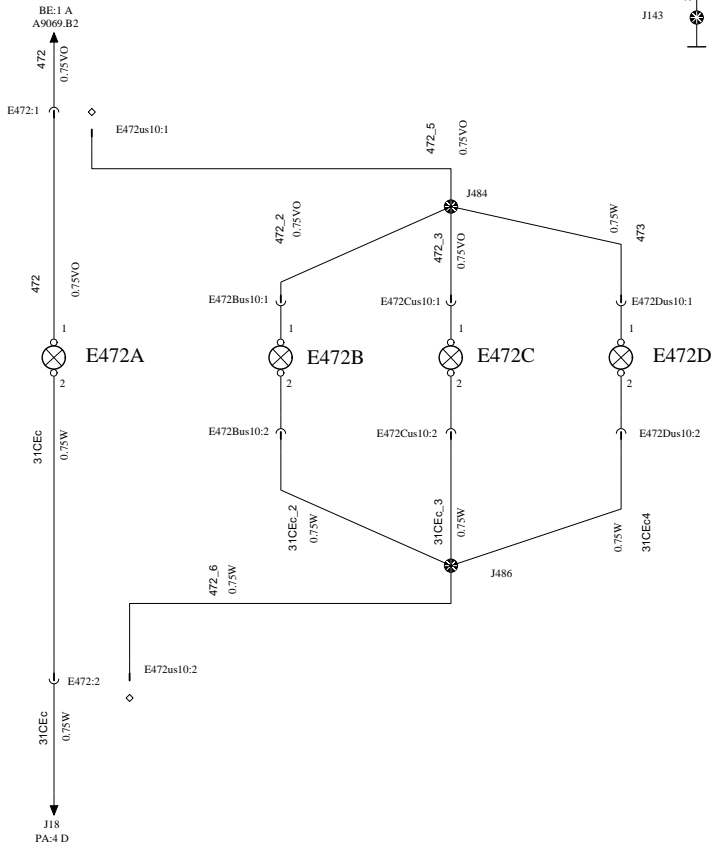 BE:1 A
A9069.B2
J143
472
0.75VO
E472:1
E472us10:1
472_5
0.75VO
J484
472_2
0.75VO
472_3
0.75VO
0.75W
473
472
0.75VO
E472Bus10:1
E472Cus10:1
E472Dus10:1
1
1
1
1
E472A
E472B
E472C
E472D
2
2
2
2
E472Bus10:2
E472Cus10:2
E472Dus10:2
31CEc
0.75W
31CEc_2
0.75W
31CEc_3
0.75W
0.75W
31CEc4
J486
472_6
0.75W
E472us10:2
E472:2
31CEc
0.75W
J18
PA:4 D